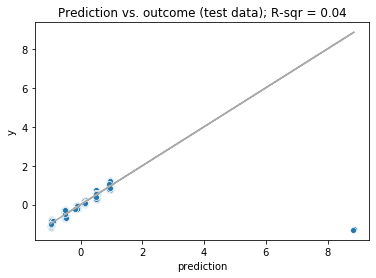 Prediction vs. outcome (test data); R-sqr = 0.04
8
6
4
2
0
y
0 2 4 6 8
prediction